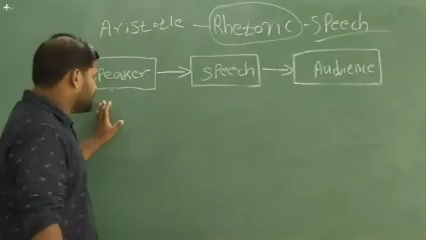 Aristotle - Rhetoric - Speech
peaker → Speech → Audience